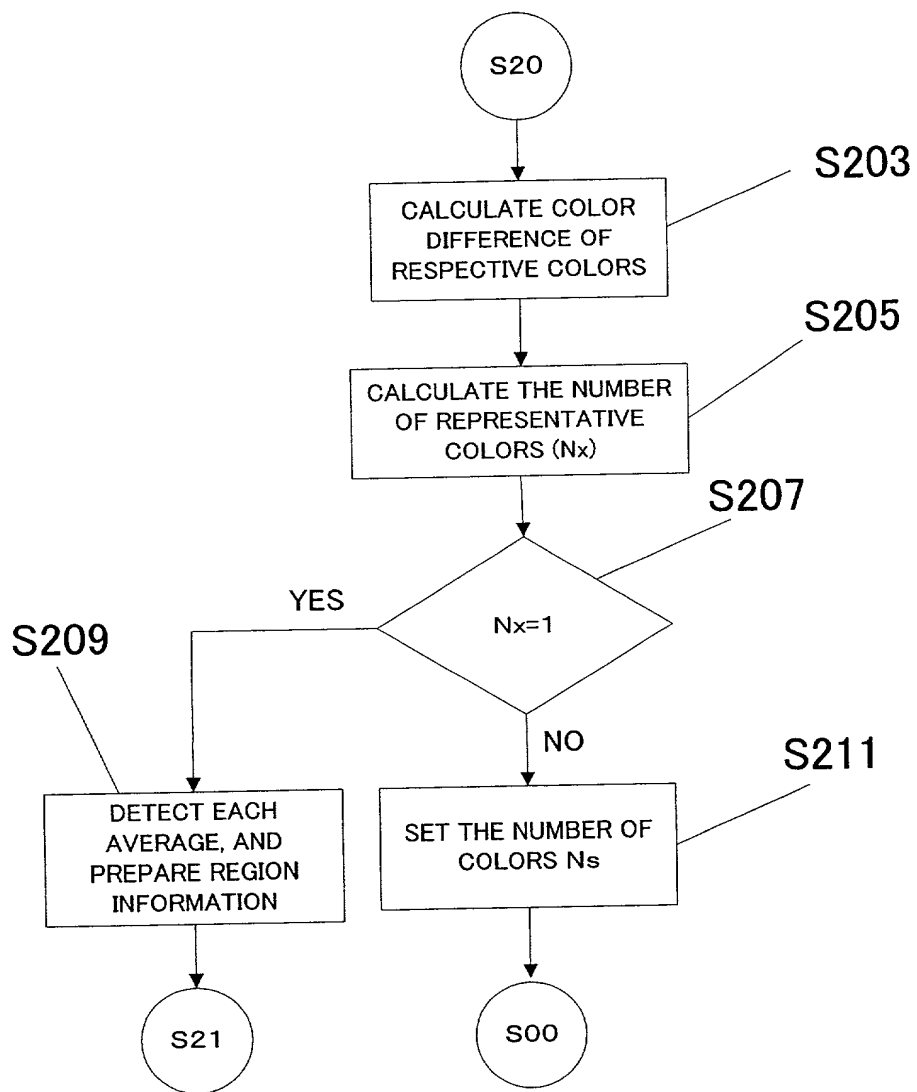 S20
S203
CALCULATE COLOR
DIFFERENCE OF
RESPECTIVE COLORS
S205
CALCULATE THE NUMBER
OF REPRESENTATIVE
COLORS (Nx)
S207
Nx=1
YES
NO
S209
DETECT EACH
AVERAGE, AND
PREPARE REGION
INFORMATION
S211
SET THE NUMBER OF
COLORS Ns
S21
S00